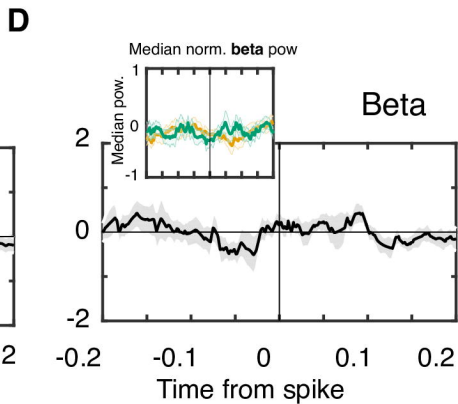 D
Median norm. beta pow
Median pow.
1
0
-1
Beta
2
0
-2
2
-0.2 -0.1 0 0.1 0.2
Time from spike